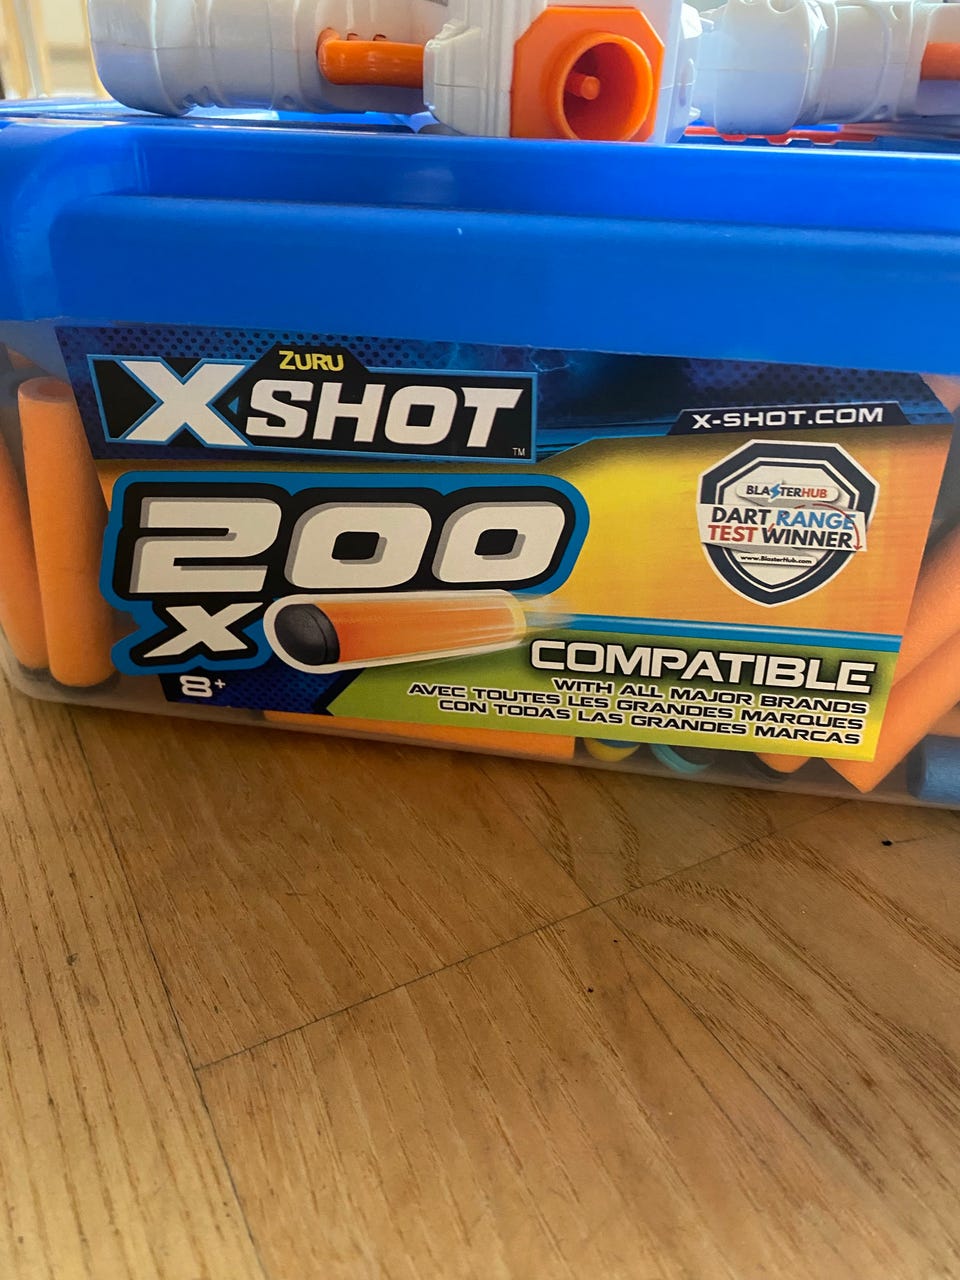 ZURU
XSHOT™
X-SHOT.COM
200
X
8+
BLASTERHUB
DART RANGE
TEST WINNER
www.BlasterHub.com
COMPATIBLE
WITH ALL MAJOR BRANDS
AVEC TOUTES LES GRANDES MARQUES
CON TODAS LAS GRANDES MARCAS